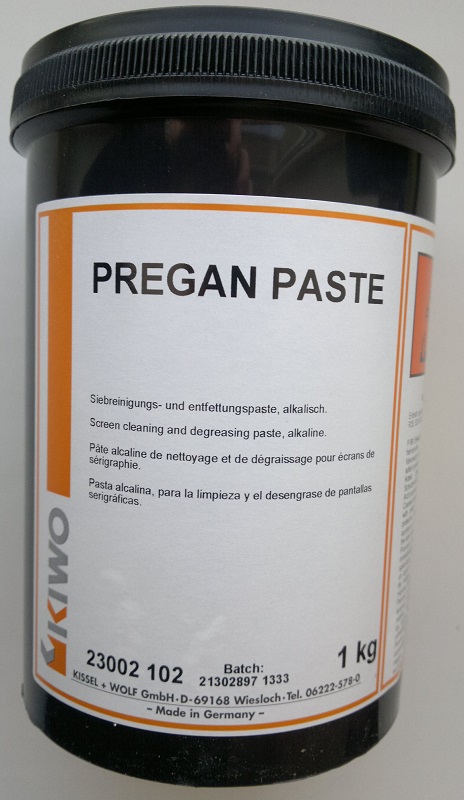 PREGAN PASTE
Siebreinigungs- und entfettungspaste, alkalisch.
Screen cleaning and degreasing paste, alkaline.
Pâte alcaline de nettoyage et de dégraissage pour écrans de
sérigraphie.
Pasta alcalina, para la limpieza y el desengrase de pantallas
serigráficas.
KIWO
23002 102
Batch:
21302897 1333
1 kg
KISSEL + WOLF GmbH · D-69168 Wiesloch · Tel. 06222-578-0
– Made in Germany –